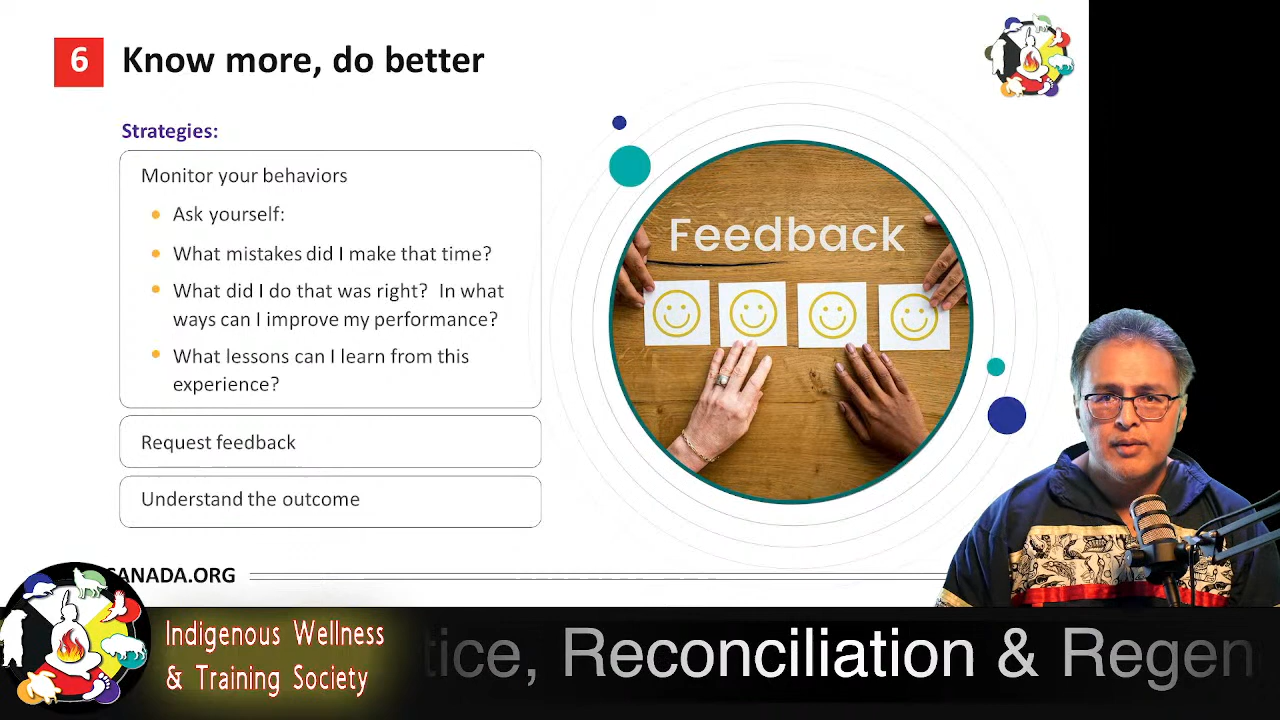 6 Know more, do better
Strategies:
Monitor your behaviors
Ask yourself:
What mistakes did I make that time?
What did I do that was right?  In what
ways can I improve my performance?
What lessons can I learn from this
experience?
Request feedback
Understand the outcome
Feedback
CANADA.ORG
Indigenous Wellness
& Training Society
tice, Reconciliation & Regen